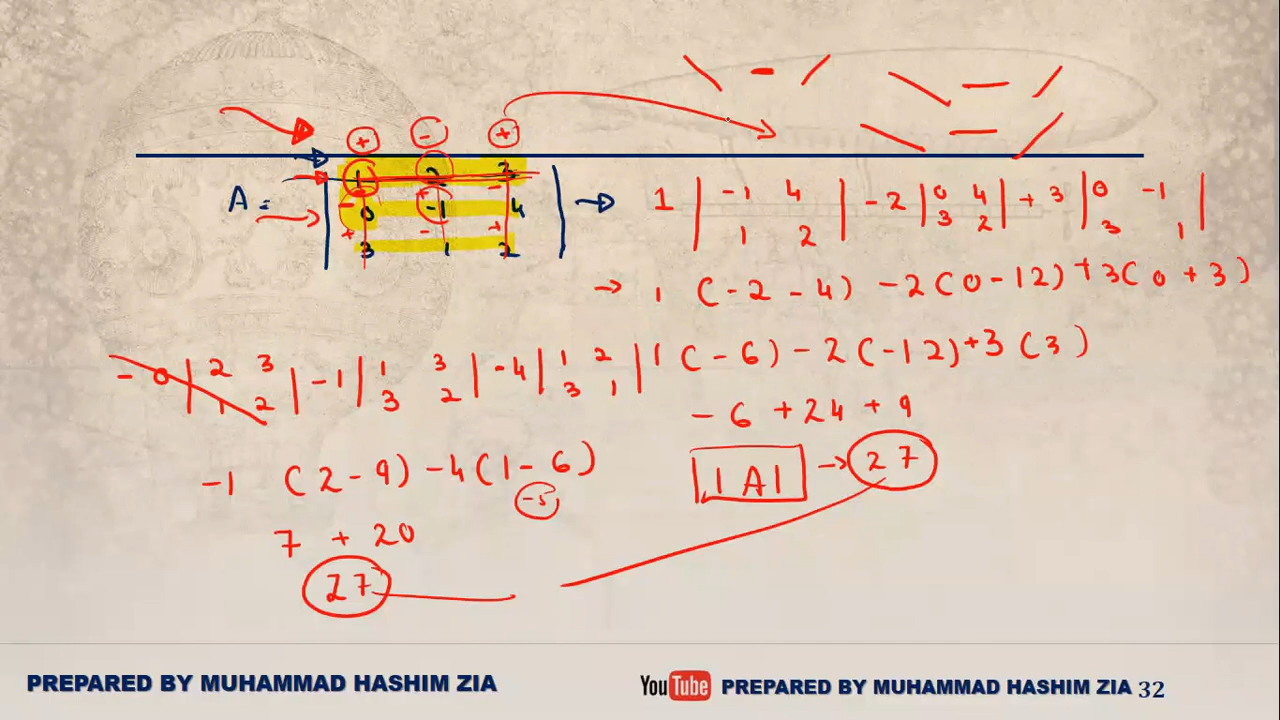 + - +
A = | 1 2 3 | → 1 | -1 4 | - 2 | 0 4 | + 3 | 0 -1 |
- + -
| 0 -1 4 | | 1 2 | | 3 2 | | 3 1 |
+ - +
| 3 1 2 |
→ 1 (-2 - 4) - 2(0 - 12) + 3(0 + 3)
- 0 | 2 3 | - 1 | 1 3 | - 4 | 1 2 | 1 (-6) - 2(-12) + 3(3)
| 1 2 | | 3 2 | | 3 1 |
- 6 + 24 + 9
-1 (2 - 9) - 4(1 - 6) |A| → 27
-5
7 + 20
27
PREPARED BY MUHAMMAD HASHIM ZIA
YouTube PREPARED BY MUHAMMAD HASHIM ZIA 32